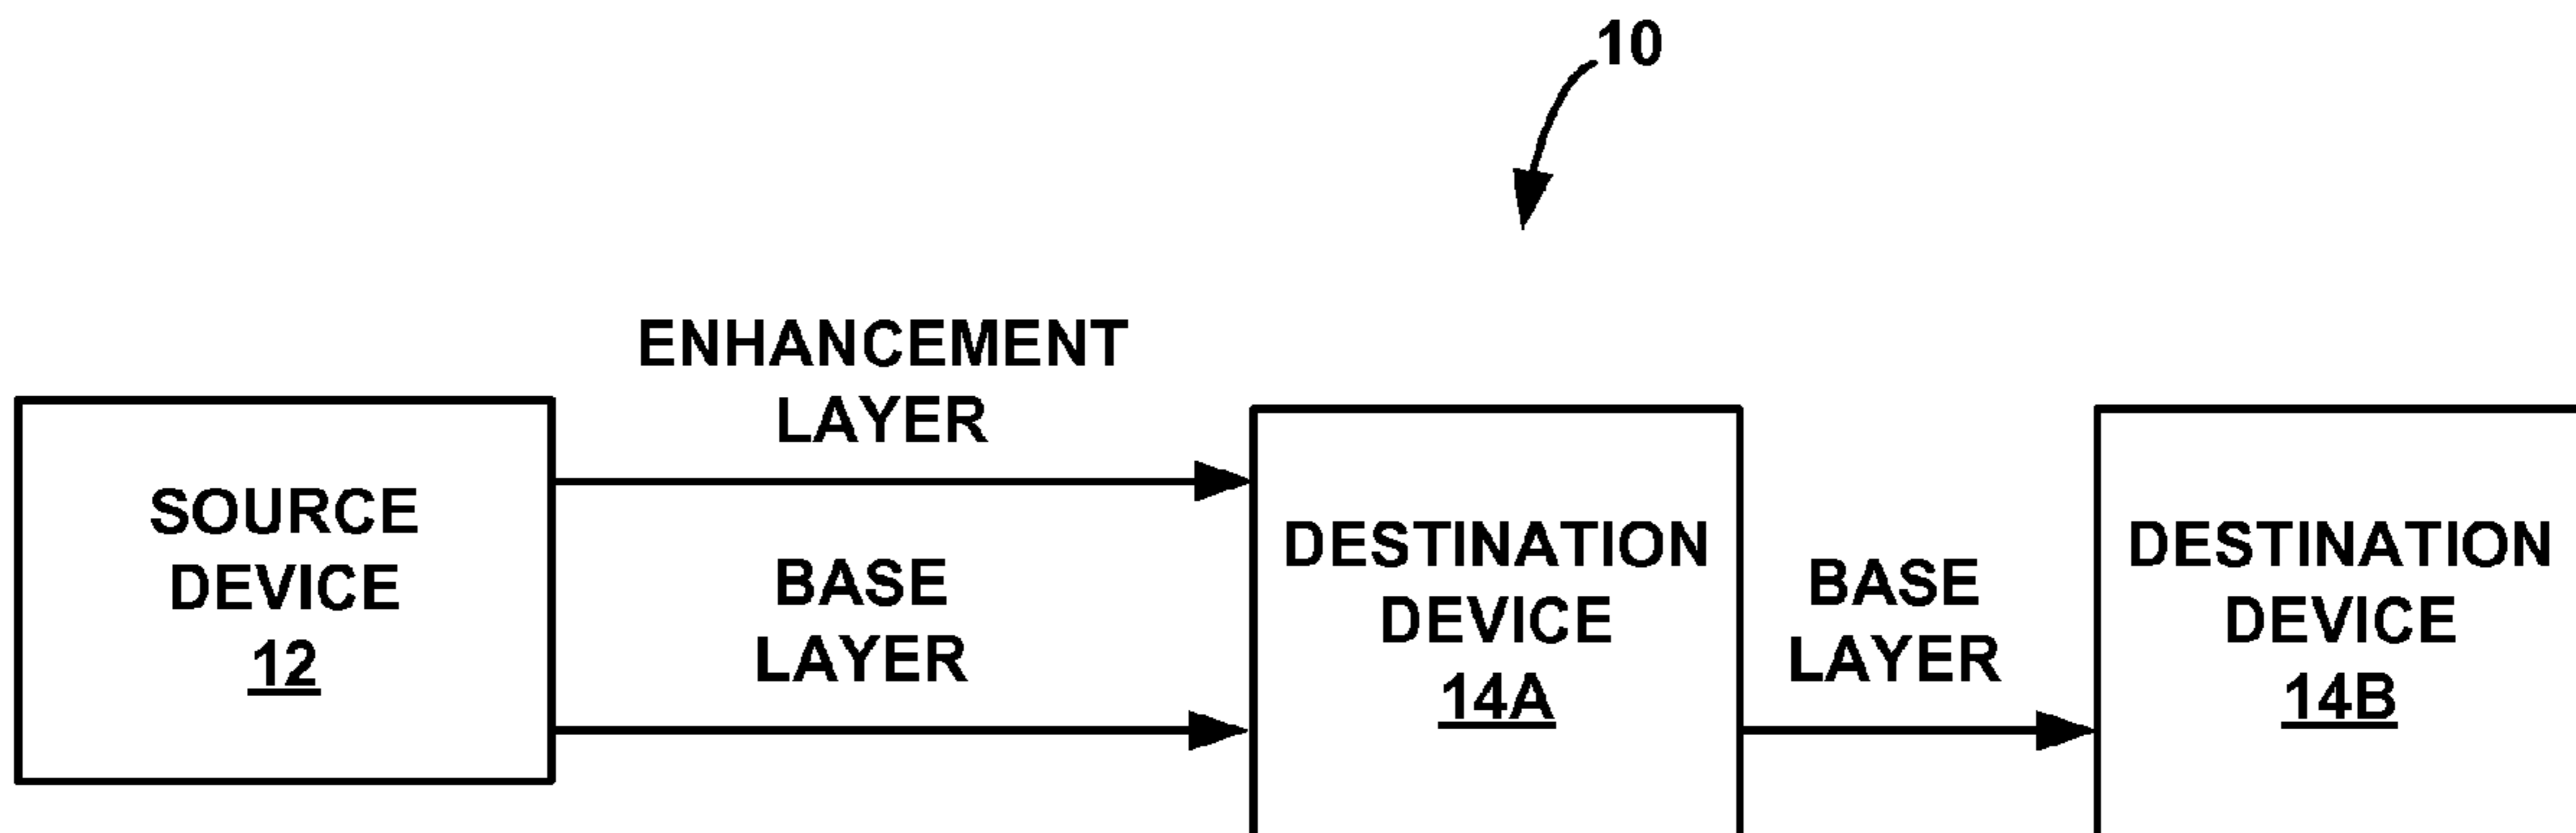 10
ENHANCEMENT
LAYER
SOURCE
DEVICE
12
BASE
LAYER
DESTINATION
DEVICE
14A
BASE
LAYER
DESTINATION
DEVICE
14B